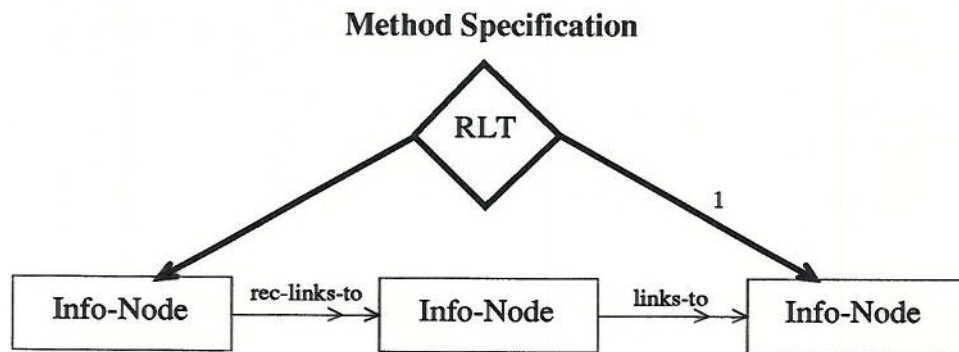 Method Specification
RLT
1
Info-Node
rec-links-to
Info-Node
links-to
Info-Node